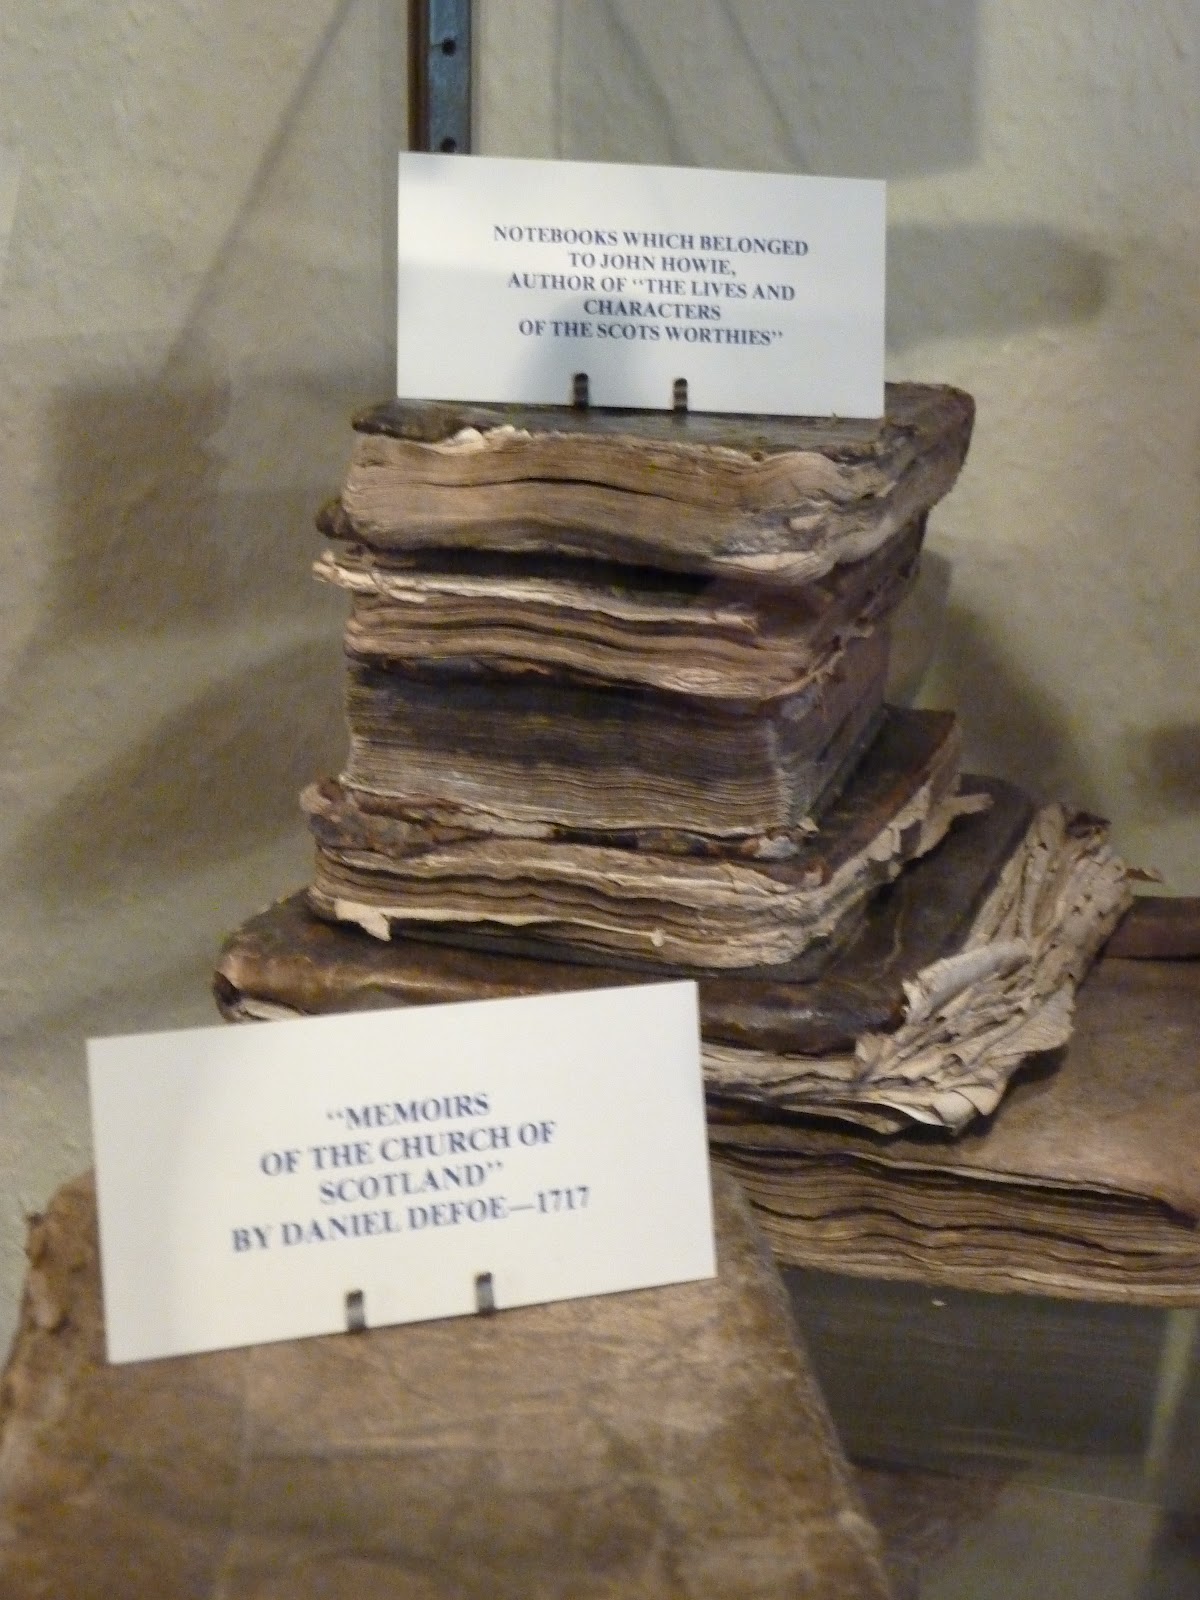 NOTEBOOKS WHICH BELONGED
TO JOHN HOWIE,
AUTHOR OF "THE LIVES AND
CHARACTERS
OF THE SCOTS WORTHIES"
"MEMOIRS
OF THE CHURCH OF
SCOTLAND"
BY DANIEL DEFOE—1717